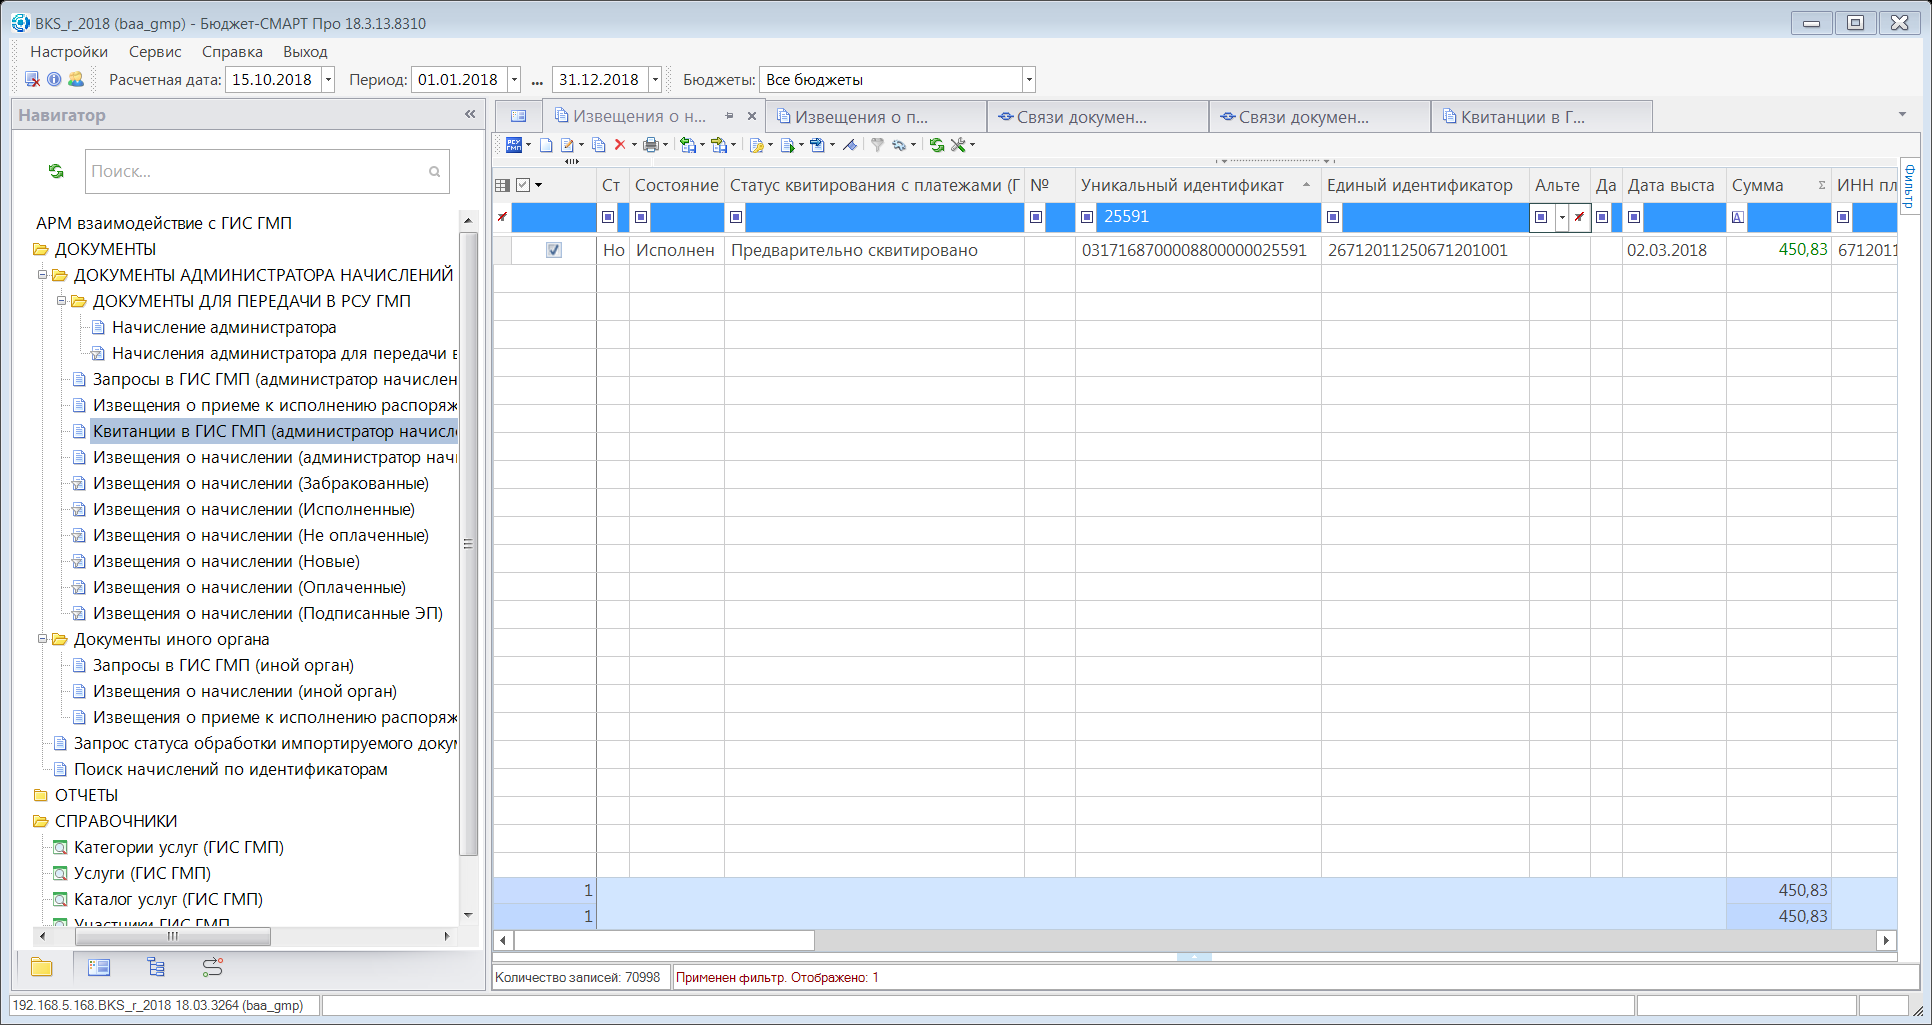 BKS_r_2018 (baa_gmp) - Бюджет-СМАРТ Про 18.3.13.8310
Настройки Сервис Справка Выход
Расчетная дата: 15.10.2018 Период: 01.01.2018 ... 31.12.2018 Бюджеты: Все бюджеты
Навигатор «
Извещения о н... Извещения о п... Связи докумен... Связи докумен... Квитанции в Г...
Поиск...
РСУ ГМП
Фильтр
Ст Состояние Статус квитирования с платежами (Г № Уникальный идентификат Единый идентификатор Альте Да Дата выста Сумма Σ ИНН пл
25591
Но Исполнен Предварительно сквитировано 0317168700008800000025591 26712011250671201001 02.03.2018 450,83 6712011
АРМ взаимодействие с ГИС ГМП
ДОКУМЕНТЫ
ДОКУМЕНТЫ АДМИНИСТРАТОРА НАЧИСЛЕНИЙ
ДОКУМЕНТЫ ДЛЯ ПЕРЕДАЧИ В РСУ ГМП
Начисление администратора
Начисления администратора для передачи в
Запросы в ГИС ГМП (администратор начислен
Извещения о приеме к исполнению распоряж
Квитанции в ГИС ГМП (администратор начисле
Извещения о начислении (администратор начи
Извещения о начислении (Забракованные)
Извещения о начислении (Исполненные)
Извещения о начислении (Не оплаченные)
Извещения о начислении (Новые)
Извещения о начислении (Оплаченные)
Извещения о начислении (Подписанные ЭП)
Документы иного органа
Запросы в ГИС ГМП (иной орган)
Извещения о начислении (иной орган)
Извещения о приеме к исполнению распоряж
Запрос статуса обработки импортируемого докум
Поиск начислений по идентификаторам
ОТЧЕТЫ
СПРАВОЧНИКИ
Категории услуг (ГИС ГМП)
Услуги (ГИС ГМП)
Каталог услуг (ГИС ГМП)
Участники ГИС ГМП
1 450,83
1 450,83
Количество записей: 70998 Применен фильтр. Отображено: 1
192.168.5.168.BKS_r_2018 18.03.3264 (baa_gmp)